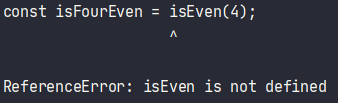 const isFourEven = isEven(4);
^
ReferenceError: isEven is not defined